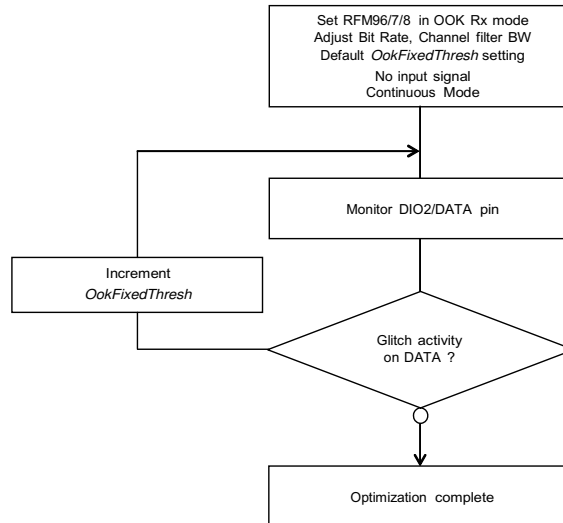 Set RFM96/7/8 in OOK Rx mode
Adjust Bit Rate, Channel filter BW
Default OokFixedThresh setting
No input signal
Continuous Mode
Monitor DIO2/DATA pin
Increment
OokFixedThresh
Glitch activity
on DATA ?
Optimization complete